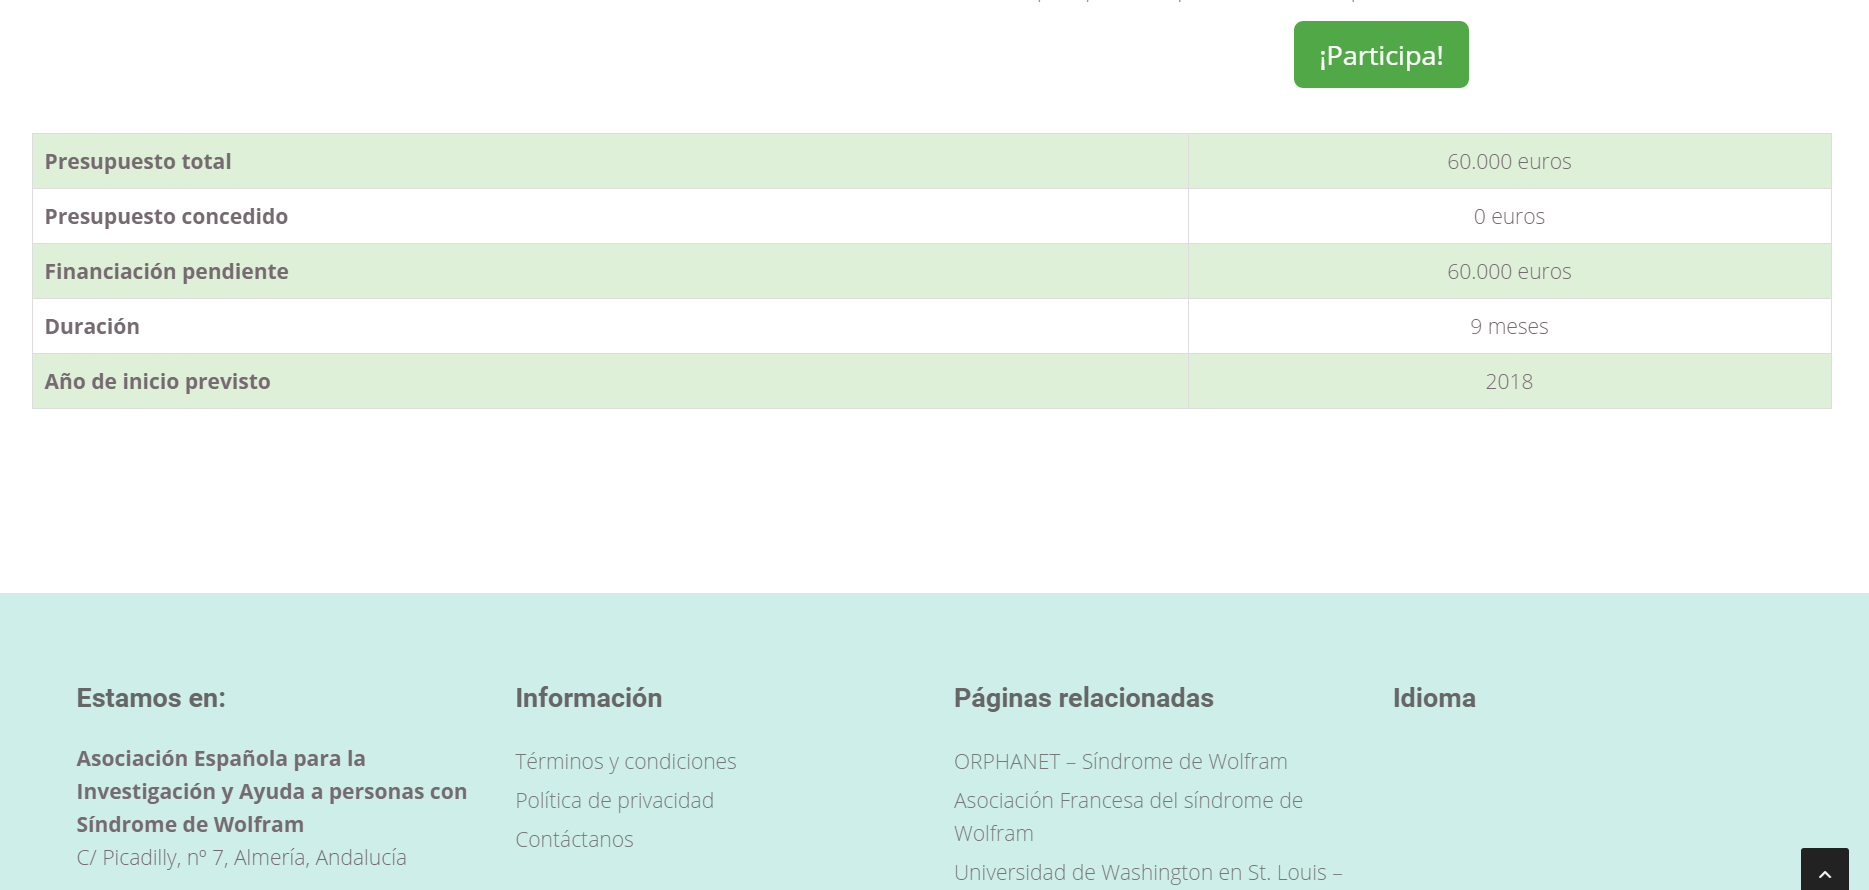 ¡Participa!
Presupuesto total 60.000 euros
Presupuesto concedido 0 euros
Financiación pendiente 60.000 euros
Duración 9 meses
Año de inicio previsto 2018
Estamos en:
Asociación Española para la
Investigación y Ayuda a personas con
Síndrome de Wolfram
C/ Picadilly, nº 7, Almería, Andalucía
Información
Términos y condiciones
Política de privacidad
Contáctanos
Páginas relacionadas
ORPHANET – Síndrome de Wolfram
Asociación Francesa del síndrome de
Wolfram
Universidad de Washington en St. Louis –
Idioma